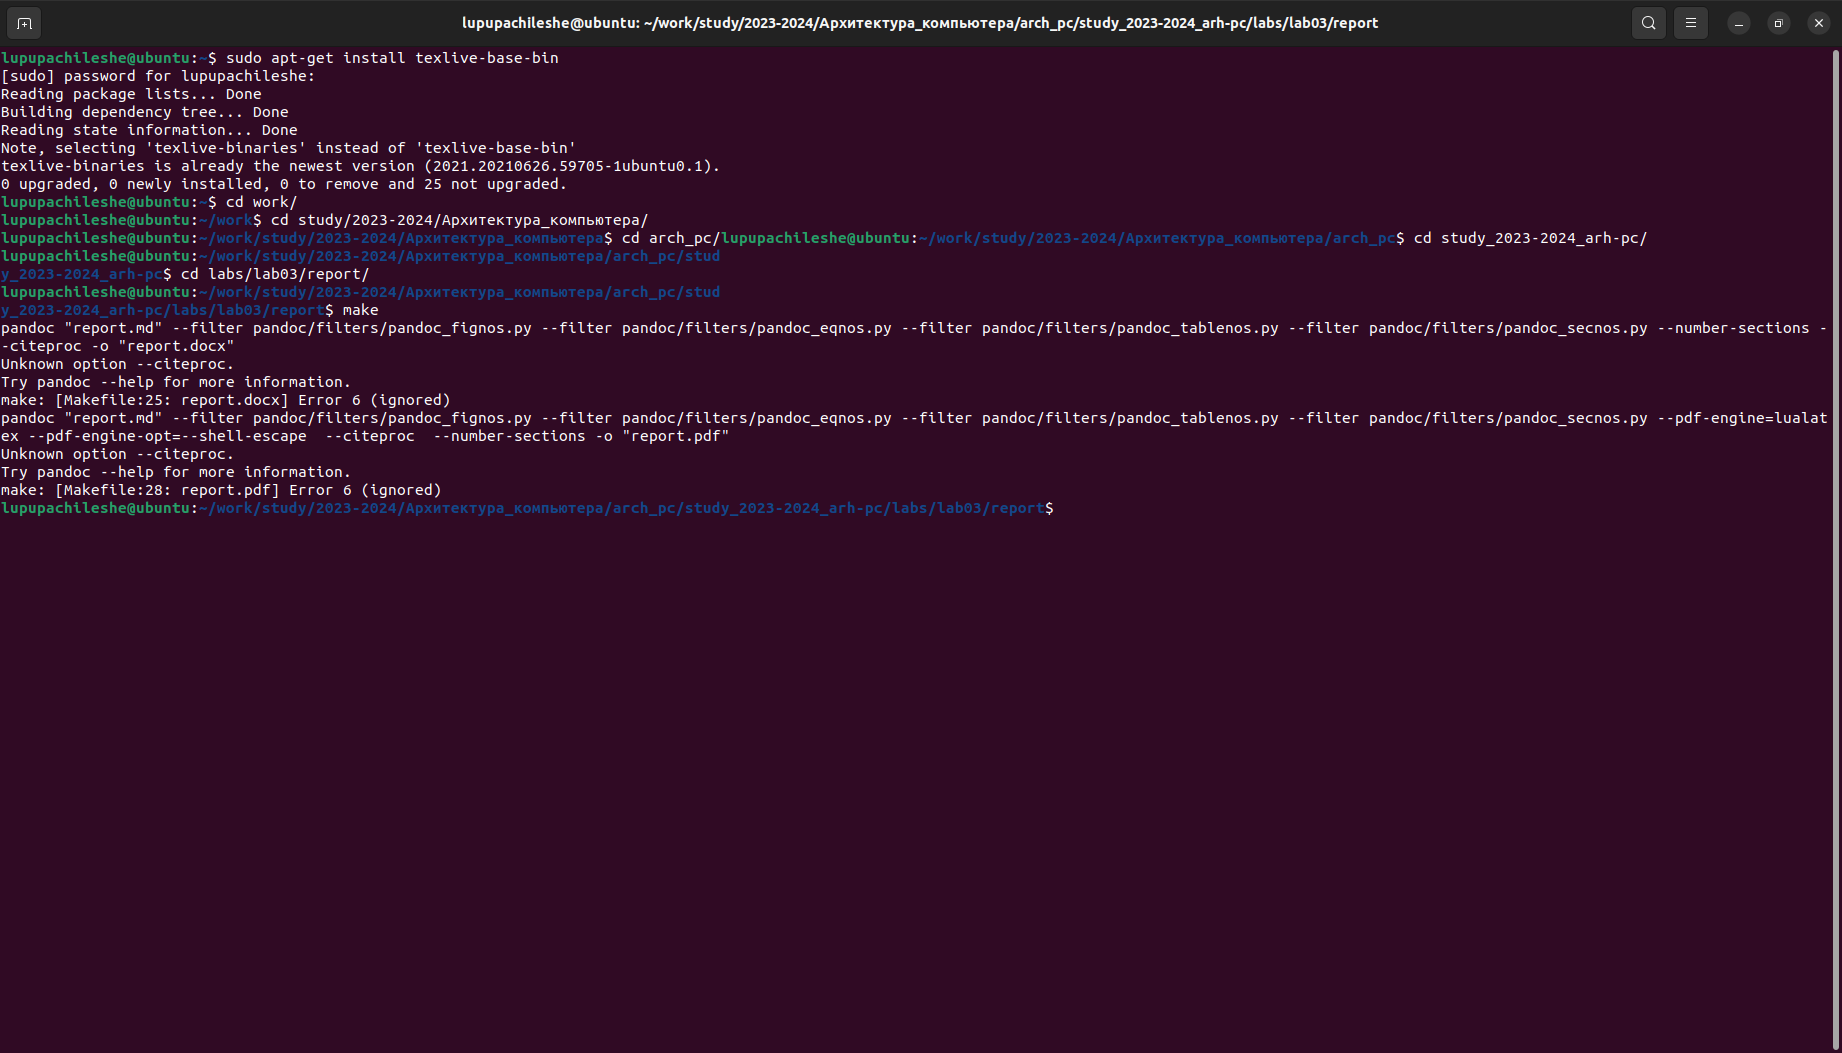 lupupachileshe@ubuntu: ~/work/study/2023-2024/Архитектура_компьютера/arch_pc/study_2023-2024_arh-pc/labs/lab03/report
lupupachileshe@ubuntu:~$ sudo apt-get install texlive-base-bin
[sudo] password for lupupachileshe:
Reading package lists... Done
Building dependency tree... Done
Reading state information... Done
Note, selecting 'texlive-binaries' instead of 'texlive-base-bin'
texlive-binaries is already the newest version (2021.20210626.59705-1ubuntu0.1).
0 upgraded, 0 newly installed, 0 to remove and 25 not upgraded.
lupupachileshe@ubuntu:~$ cd work/
lupupachileshe@ubuntu:~/work$ cd study/2023-2024/Архитектура_компьютера/
lupupachileshe@ubuntu:~/work/study/2023-2024/Архитектура_компьютера$ cd arch_pc/lupupachileshe@ubuntu:~/work/study/2023-2024/Архитектура_компьютера/arch_pc$ cd study_2023-2024_arh-pc/
lupupachileshe@ubuntu:~/work/study/2023-2024/Архитектура_компьютера/arch_pc/stud
y_2023-2024_arh-pc$ cd labs/lab03/report/
lupupachileshe@ubuntu:~/work/study/2023-2024/Архитектура_компьютера/arch_pc/stud
y_2023-2024_arh-pc/labs/lab03/report$ make
pandoc "report.md" --filter pandoc/filters/pandoc_fignos.py --filter pandoc/filters/pandoc_eqnos.py --filter pandoc/filters/pandoc_tablenos.py --filter pandoc/filters/pandoc_secnos.py --number-sections -
-citeproc -o "report.docx"
Unknown option --citeproc.
Try pandoc --help for more information.
make: [Makefile:25: report.docx] Error 6 (ignored)
pandoc "report.md" --filter pandoc/filters/pandoc_fignos.py --filter pandoc/filters/pandoc_eqnos.py --filter pandoc/filters/pandoc_tablenos.py --filter pandoc/filters/pandoc_secnos.py --pdf-engine=lualat
ex --pdf-engine-opt=--shell-escape  --citeproc  --number-sections -o "report.pdf"
Unknown option --citeproc.
Try pandoc --help for more information.
make: [Makefile:28: report.pdf] Error 6 (ignored)
lupupachileshe@ubuntu:~/work/study/2023-2024/Архитектура_компьютера/arch_pc/study_2023-2024_arh-pc/labs/lab03/report$